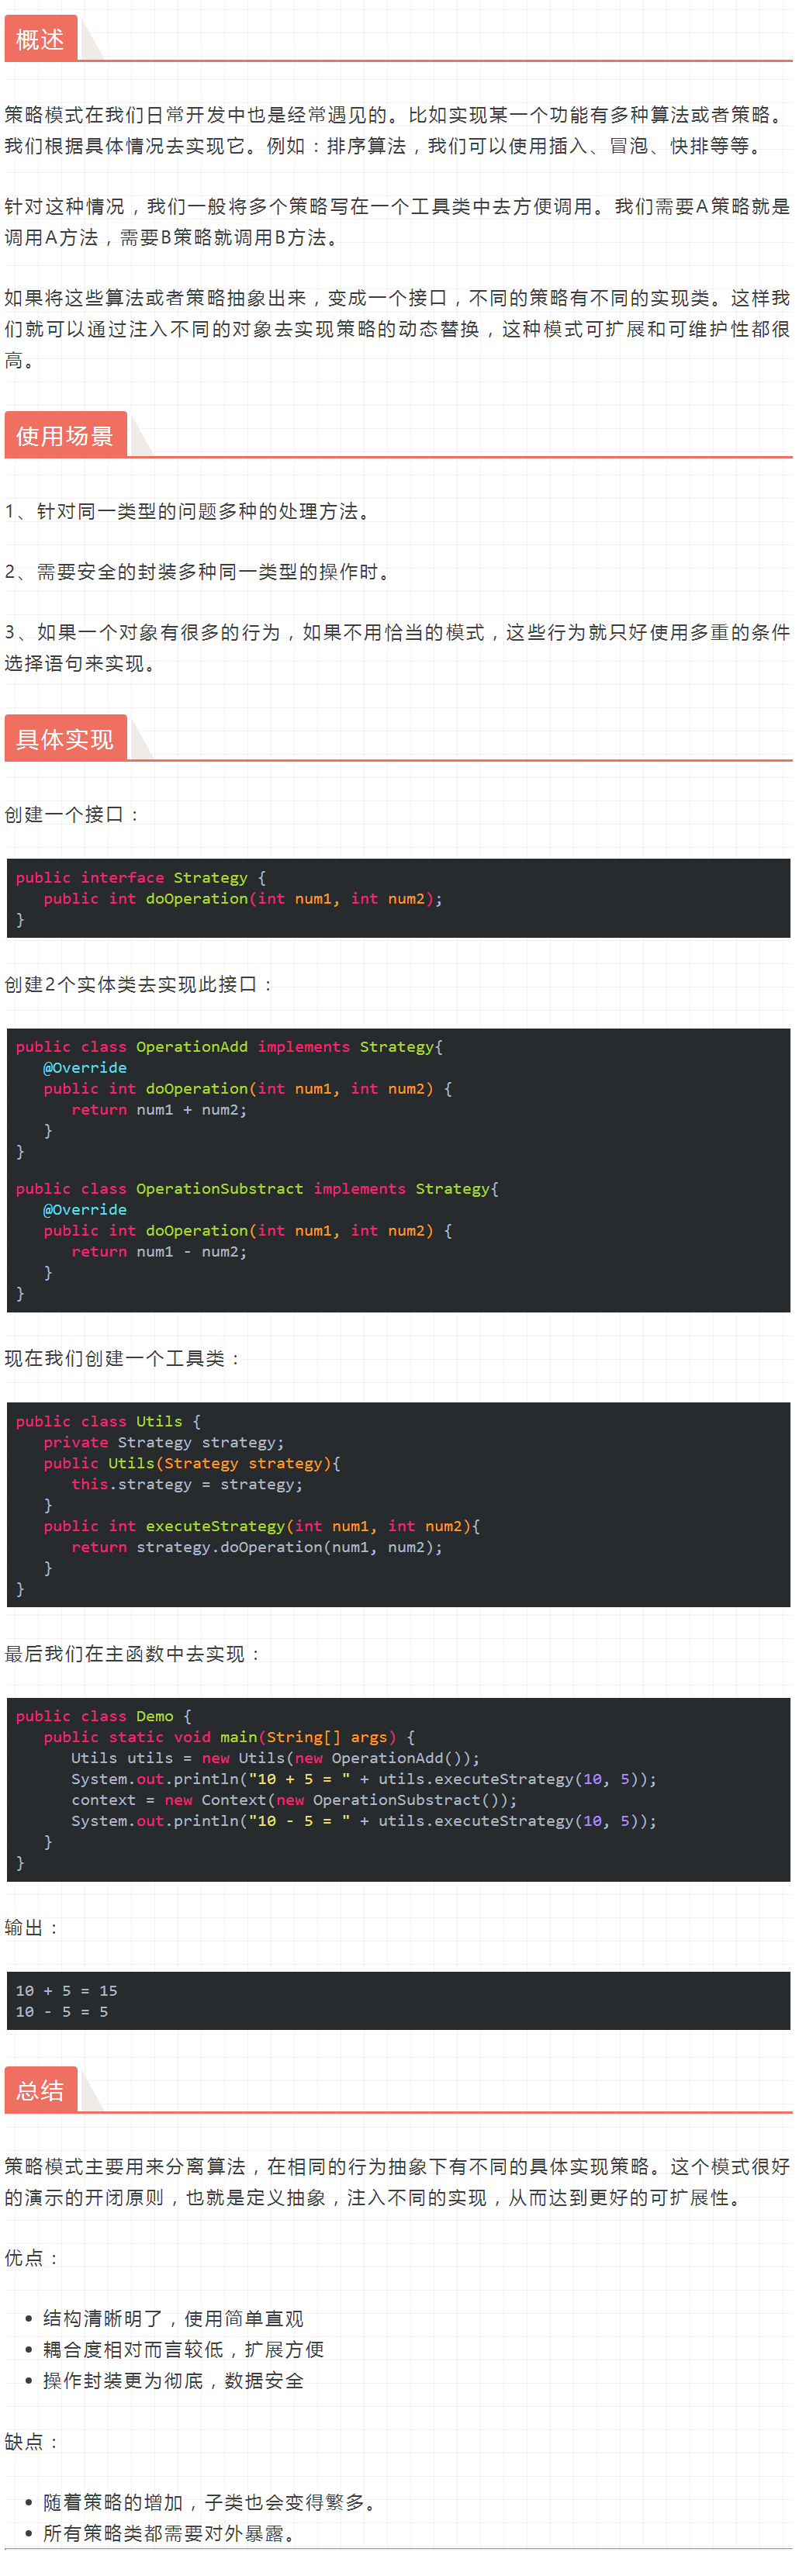 概述
策略模式在我们日常开发中也是经常遇见的。比如实现某一个功能有多种算法或者策略。
我们根据具体情况去实现它。例如：排序算法，我们可以使用插入、冒泡、快排等等。
针对这种情况，我们一般将多个策略写在一个工具类中去方便调用。我们需要A策略就是
调用A方法，需要B策略就调用B方法。
如果将这些算法或者策略抽象出来，变成一个接口，不同的策略有不同的实现类。这样我
们就可以通过注入不同的对象去实现策略的动态替换，这种模式可扩展和可维护性都很
高。
使用场景
1、针对同一类型的问题多种的处理方法。
2、需要安全的封装多种同一类型的操作时。
3、如果一个对象有很多的行为，如果不用恰当的模式，这些行为就只好使用多重的条件
选择语句来实现。
具体实现
创建一个接口：
public interface Strategy {
   public int doOperation(int num1, int num2);
}
创建2个实体类去实现此接口：
public class OperationAdd implements Strategy{
   @Override
   public int doOperation(int num1, int num2) {
      return num1 + num2;
   }
}
public class OperationSubstract implements Strategy{
   @Override
   public int doOperation(int num1, int num2) {
      return num1 - num2;
   }
}
现在我们创建一个工具类：
public class Utils {
   private Strategy strategy;
   public Utils(Strategy strategy){
      this.strategy = strategy;
   }
   public int executeStrategy(int num1, int num2){
      return strategy.doOperation(num1, num2);
   }
}
最后我们在主函数中去实现：
public class Demo {
   public static void main(String[] args) {
      Utils utils = new Utils(new OperationAdd());
      System.out.println("10 + 5 = " + utils.executeStrategy(10, 5));
      context = new Context(new OperationSubstract());
      System.out.println("10 - 5 = " + utils.executeStrategy(10, 5));
   }
}
输出：
10 + 5 = 15
10 - 5 = 5
总结
策略模式主要用来分离算法，在相同的行为抽象下有不同的具体实现策略。这个模式很好
的演示的开闭原则，也就是定义抽象，注入不同的实现，从而达到更好的可扩展性。
优点：
• 结构清晰明了，使用简单直观
• 耦合度相对而言较低，扩展方便
• 操作封装更为彻底，数据安全
缺点：
• 随着策略的增加，子类也会变得繁多。
• 所有策略类都需要对外暴露。